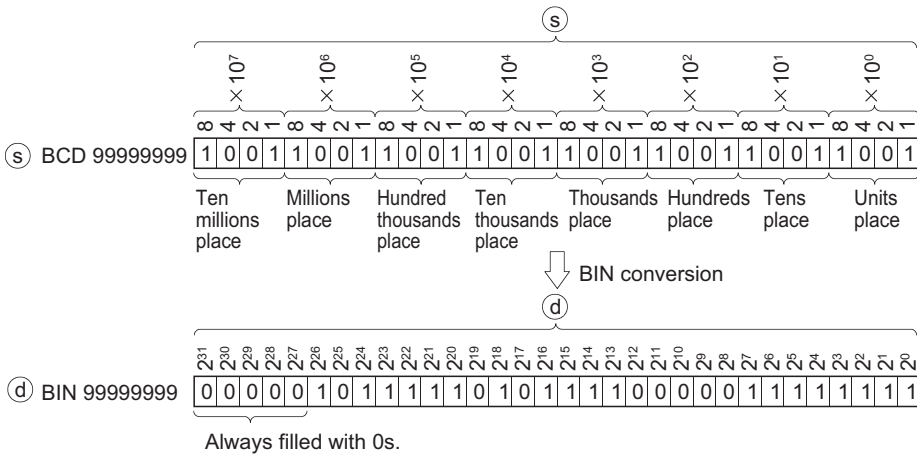 s
×10⁷ ×10⁶ ×10⁵ ×10⁴ ×10³ ×10² ×10¹ ×10⁰
8 4 2 1 8 4 2 1 8 4 2 1 8 4 2 1 8 4 2 1 8 4 2 1 8 4 2 1 8 4 2 1
s BCD 99999999 1 0 0 1 1 0 0 1 1 0 0 1 1 0 0 1 1 0 0 1 1 0 0 1 1 0 0 1 1 0 0 1
Ten millions place
Millions place
Hundred thousands place
Ten thousands place
Thousands place
Hundreds place
Tens place
Units place
BIN conversion
d
2³¹ 2³⁰ 2²⁹ 2²⁸ 2²⁷ 2²⁶ 2²⁵ 2²⁴ 2²³ 2²² 2²¹ 2²⁰ 2¹⁹ 2¹⁸ 2¹⁷ 2¹⁶ 2¹⁵ 2¹⁴ 2¹³ 2¹² 2¹¹ 2¹⁰ 2⁹ 2⁸ 2⁷ 2⁶ 2⁵ 2⁴ 2³ 2² 2¹ 2⁰
d BIN 99999999 0 0 0 0 0 1 0 1 1 1 1 1 0 1 0 1 1 1 1 0 0 0 0 0 1 1 1 1 1 1 1 1
Always filled with 0s.